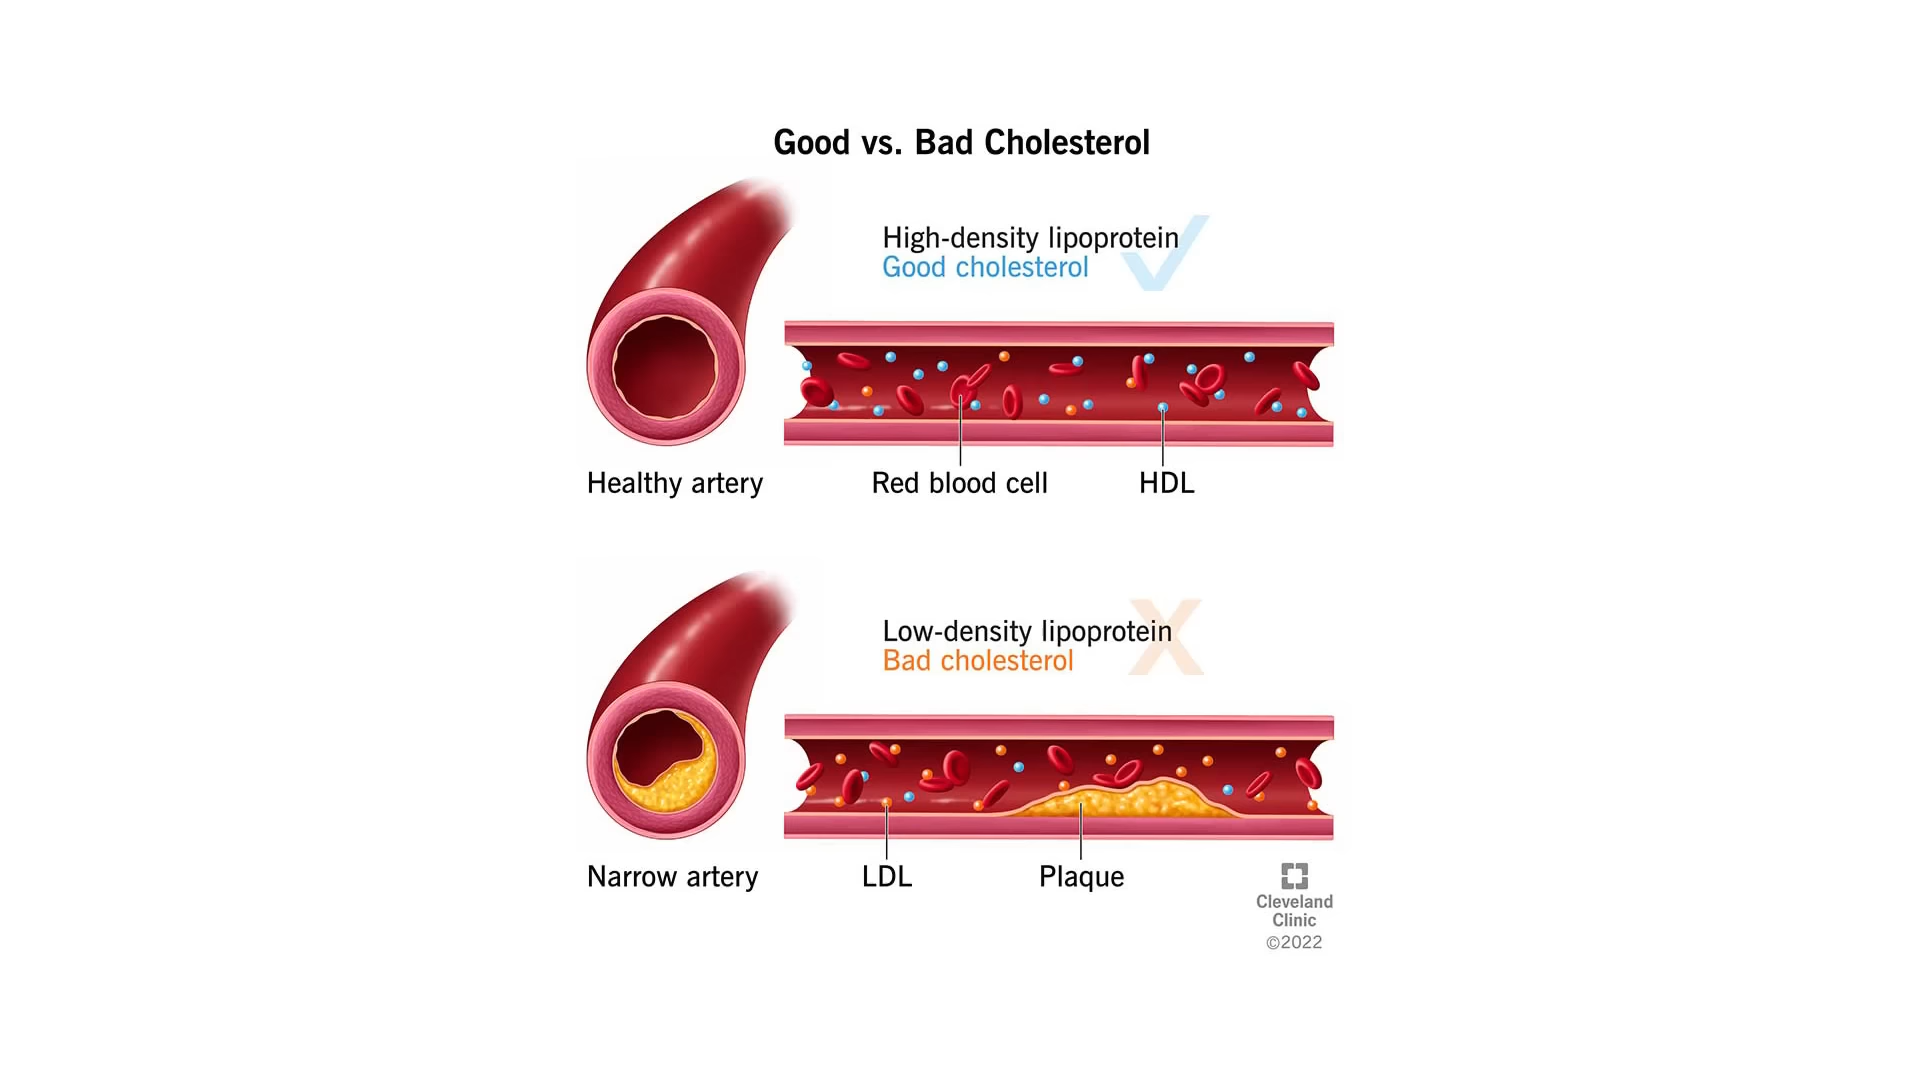 Good vs. Bad Cholesterol
High-density lipoprotein
Good cholesterol
Healthy artery
Red blood cell
HDL
Low-density lipoprotein
Bad cholesterol
X
Narrow artery
LDL
Plaque
Cleveland
Clinic
©2022